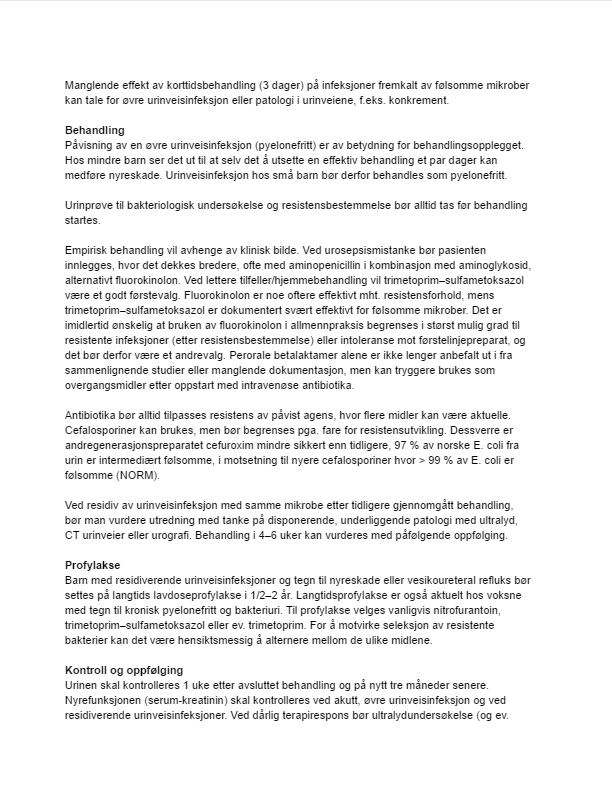 Manglende effekt av korttidsbehandling (3 dager) på infeksjoner fremkalt av følsomme mikrober
kan tale for øvre urinveisinfeksjon eller patologi i urinveiene, f.eks. konkrement.
Behandling
Påvisning av en øvre urinveisinfeksjon (pyelonefritt) er av betydning for behandlingsopplegget.
Hos mindre barn ser det ut til at selv det å utsette en effektiv behandling et par dager kan
medføre nyreskade. Urinveisinfeksjon hos små barn bør derfor behandles som pyelonefritt.
Urinprøve til bakteriologisk undersøkelse og resistensbestemmelse bør alltid tas før behandling
startes.
Empirisk behandling vil avhenge av klinisk bilde. Ved urosepsismistanke bør pasienten
innlegges, hvor det dekkes bredere, ofte med aminopenicillin i kombinasjon med aminoglykosid,
alternativt fluorokinolon. Ved lettere tilfeller/hjemmebehandling vil trimetoprim–sulfametoksazol
være et godt førstevalg. Fluorokinolon er noe oftere effektivt mht. resistensforhold, mens
trimetoprim–sulfametoksazol er dokumentert svært effektivt for følsomme mikrober. Det er
imidlertid ønskelig at bruken av fluorokinolon i allmennpraksis begrenses i størst mulig grad til
resistente infeksjoner (etter resistensbestemmelse) eller intoleranse mot førstelinjepreparat, og
det bør derfor være et andrevalg. Perorale betalaktamer alene er ikke lenger anbefalt ut i fra
sammenlignende studier eller manglende dokumentasjon, men kan tryggere brukes som
overgangsmidler etter oppstart med intravenøse antibiotika.
Antibiotika bør alltid tilpasses resistens av påvist agens, hvor flere midler kan være aktuelle.
Cefalosporiner kan brukes, men bør begrenses pga. fare for resistensutvikling. Dessverre er
andregenerasjonspreparatet cefuroxim mindre sikkert enn tidligere, 97 % av norske E. coli fra
urin er intermediært følsomme, i motsetning til nyere cefalosporiner hvor > 99 % av E. coli er
følsomme (NORM).
Ved residiv av urinveisinfeksjon med samme mikrobe etter tidligere gjennomgått behandling,
bør man vurdere utredning med tanke på disponerende, underliggende patologi med ultralyd,
CT urinveier eller urografi. Behandling i 4–6 uker kan vurderes med påfølgende oppfølging.
Profylakse
Barn med residiverende urinveisinfeksjoner og tegn til nyreskade eller vesikoureteral refluks bør
settes på langtids lavdoseprofylakse i 1/2–2 år. Langtidsprofylakse er også aktuelt hos voksne
med tegn til kronisk pyelonefritt og bakteriuri. Til profylakse velges vanligvis nitrofurantoin,
trimetoprim–sulfametoksazol eller ev. trimetoprim. For å motvirke seleksjon av resistente
bakterier kan det være hensiktsmessig å alternere mellom de ulike midlene.
Kontroll og oppfølging
Urinen skal kontrolleres 1 uke etter avsluttet behandling og på nytt tre måneder senere.
Nyrefunksjonen (serum-kreatinin) skal kontrolleres ved akutt, øvre urinveisinfeksjon og ved
residiverende urinveisinfeksjoner. Ved dårlig terapirespons bør ultralydundersøkelse (og ev.